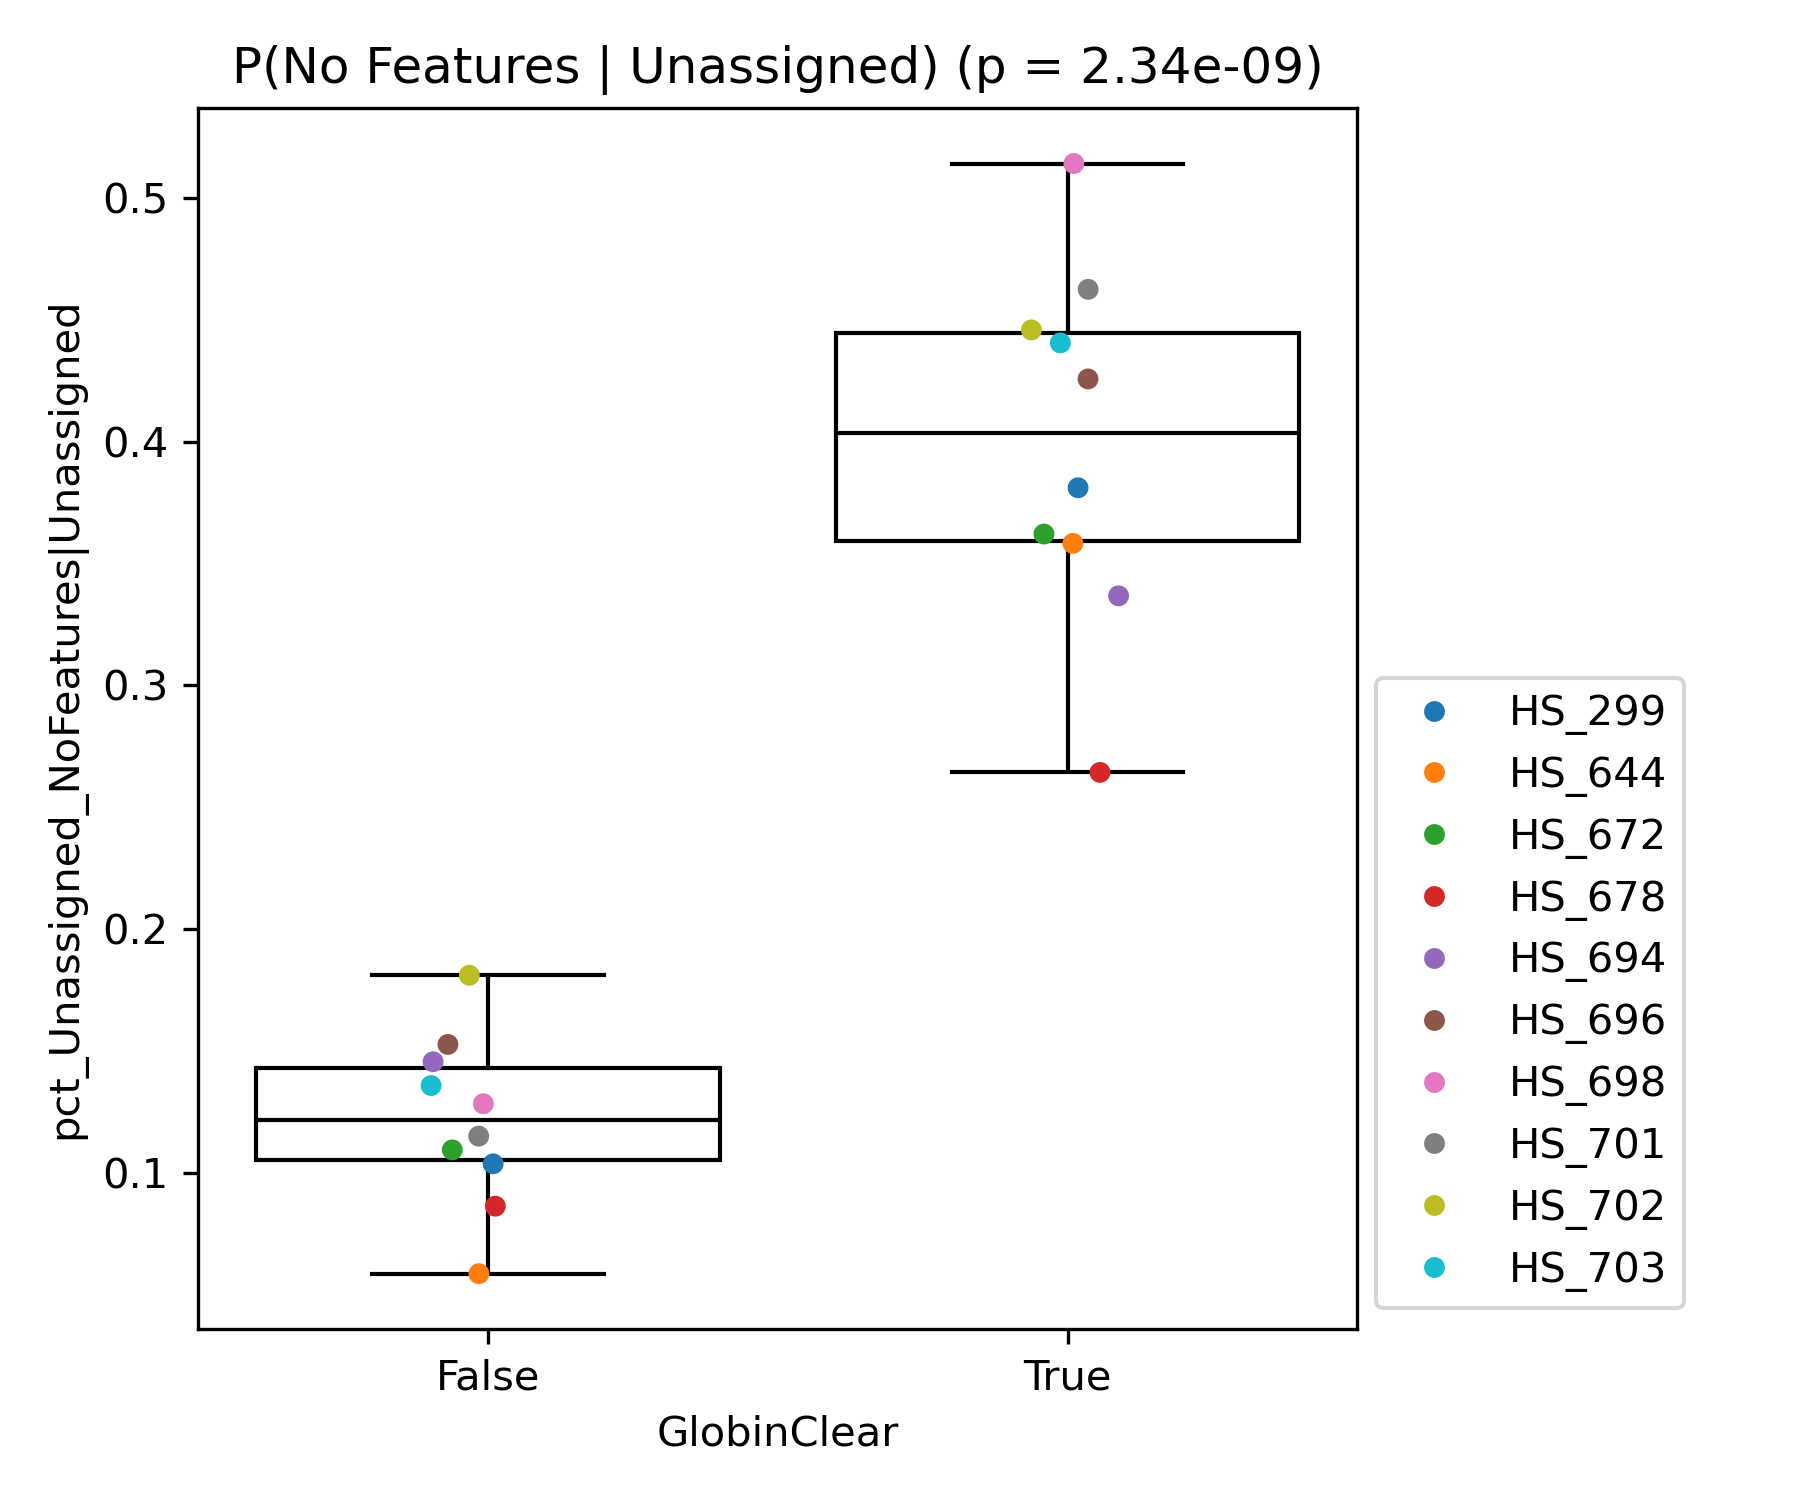 P(No Features | Unassigned) (p = 2.34e-09)
pct_Unassigned_NoFeatures|Unassigned
0.5
0.4
0.3
0.2
0.1
False
True
GlobinClear
HS_299
HS_644
HS_672
HS_678
HS_694
HS_696
HS_698
HS_701
HS_702
HS_703